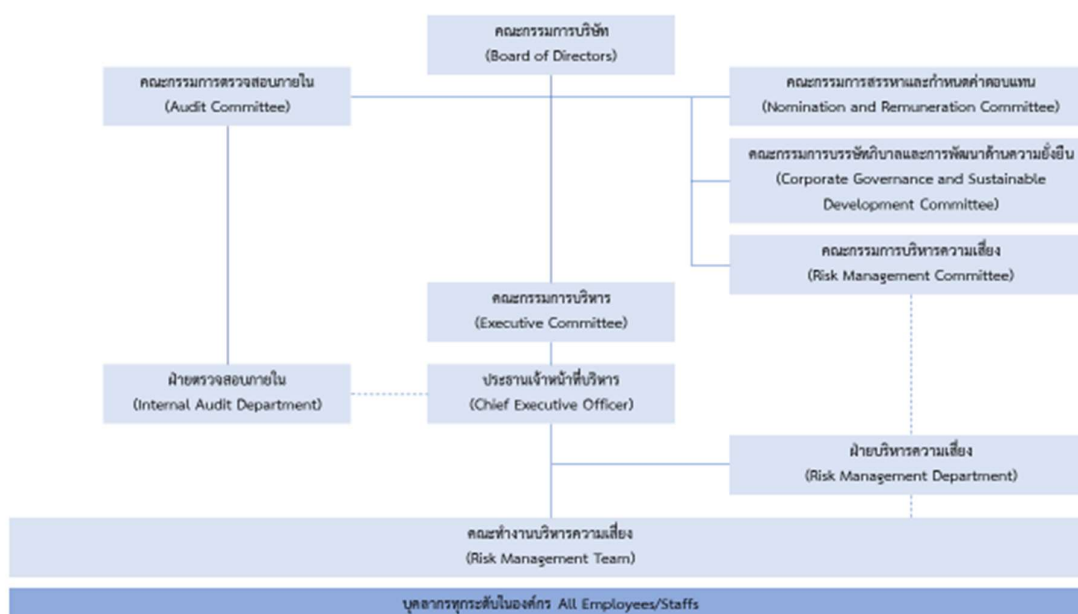 คณะกรรมการบริษัท
(Board of Directors)
คณะกรรมการตรวจสอบภายใน
(Audit Committee)
คณะกรรมการสรรหาและกำหนดค่าตอบแทน
(Nomination and Remuneration Committee)
คณะกรรมการบรรษัทภิบาลและการพัฒนาด้านความยั่งยืน
(Corporate Governance and Sustainable
Development Committee)
คณะกรรมการบริหารความเสี่ยง
(Risk Management Committee)
คณะกรรมการบริหาร
(Executive Committee)
ฝ่ายตรวจสอบภายใน
(Internal Audit Department)
ประธานเจ้าหน้าที่บริหาร
(Chief Executive Officer)
ฝ่ายบริหารความเสี่ยง
(Risk Management Department)
คณะทำงานบริหารความเสี่ยง
(Risk Management Team)
บุคลากรทุกระดับในองค์กร All Employees/Staffs